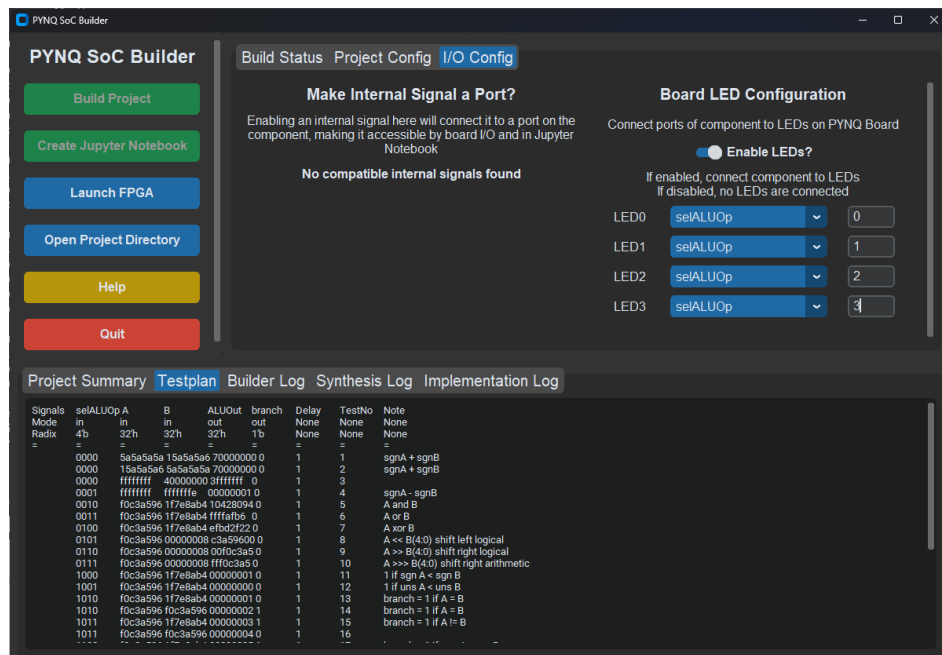 PYNQ SoC Builder
PYNQ SoC Builder
Build Project
Create Jupyter Notebook
Launch FPGA
Open Project Directory
Help
Quit
Build Status Project Config I/O Config
Make Internal Signal a Port?
Enabling an internal signal here will connect it to a port on the
component, making it accessible by board I/O and in Jupyter
Notebook
No compatible internal signals found
Board LED Configuration
Connect ports of component to LEDs on PYNQ Board
Enable LEDs?
If enabled, connect component to LEDs
If disabled, no LEDs are connected
LED0 selALUOp 0
LED1 selALUOp 1
LED2 selALUOp 2
LED3 selALUOp 3
Project Summary Testplan Builder Log Synthesis Log Implementation Log
Signals selALUOp A B ALUOut branch Delay TestNo Note
Mode in in in out out None None None
Radix 4'b 32'h 32'h 32'h 1'b None None None
= = = = = = = = =
0000 5a5a5a5a 15a5a5a6 70000000 0 1 1 sgnA + sgnB
0000 15a5a5a6 5a5a5a5a 70000000 0 1 2 sgnA + sgnB
0000 ffffffff 40000000 3fffffff 0 1 3
0001 ffffffff fffffffe 00000001 0 1 4 sgnA - sgnB
0010 f0c3a596 1f7e8ab4 10428094 0 1 5 A and B
0011 f0c3a596 1f7e8ab4 ffffafb6 0 1 6 A or B
0100 f0c3a596 1f7e8ab4 efbd2f22 0 1 7 A xor B
0101 f0c3a596 00000008 c3a59600 0 1 8 A << B(4:0) shift left logical
0110 f0c3a596 00000008 00f0c3a5 0 1 9 A >> B(4:0) shift right logical
0111 f0c3a596 00000008 fff0c3a5 0 1 10 A >>> B(4:0) shift right arithmetic
1000 f0c3a596 1f7e8ab4 00000001 0 1 11 1 if sgn A < sgn B
1001 f0c3a596 1f7e8ab4 00000000 0 1 12 1 if uns A < uns B
1010 f0c3a596 1f7e8ab4 00000001 0 1 13 branch = 1 if A = B
1010 f0c3a596 f0c3a596 00000002 1 1 14 branch = 1 if A = B
1011 f0c3a596 1f7e8ab4 00000003 1 1 15 branch = 1 if A != B
1011 f0c3a596 f0c3a596 00000004 0 1 16